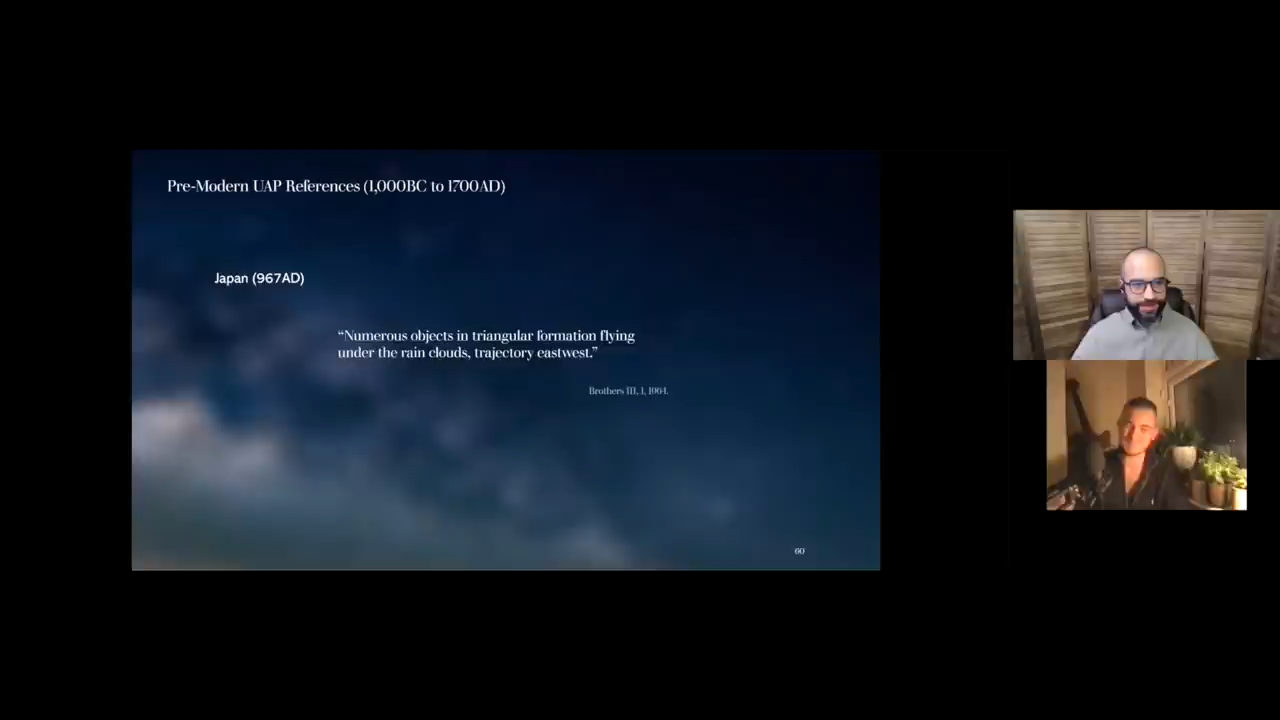 Pre-Modern UAP References (1,000BC to 1700AD)
Japan (967AD)
“Numerous objects in triangular formation flying
under the rain clouds, trajectory eastwest.”
Brothers III, 1, 1964.
60